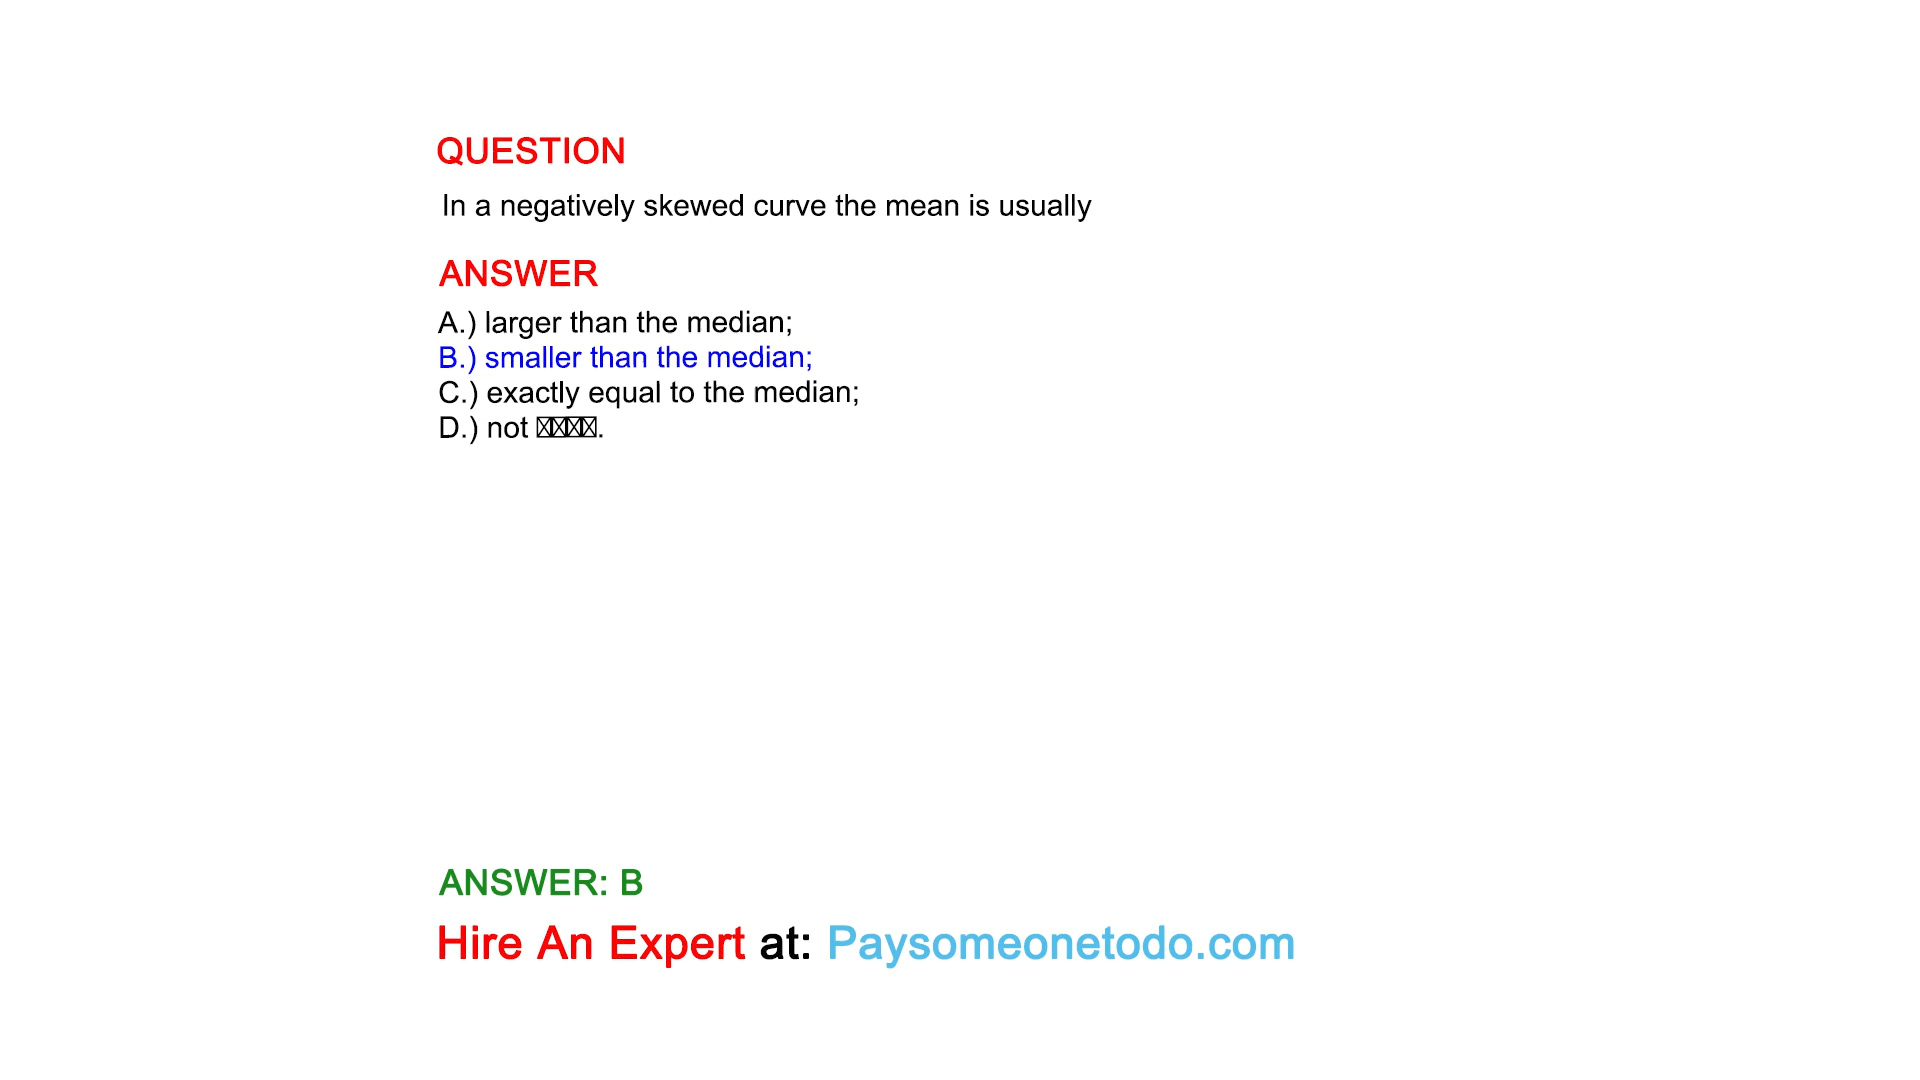 QUESTION
In a negatively skewed curve the mean is usually
ANSWER
A.) larger than the median;
B.) smaller than the median;
C.) exactly equal to the median;
D.) not .
ANSWER: B
Hire An Expert at: Paysomeonetodo.com